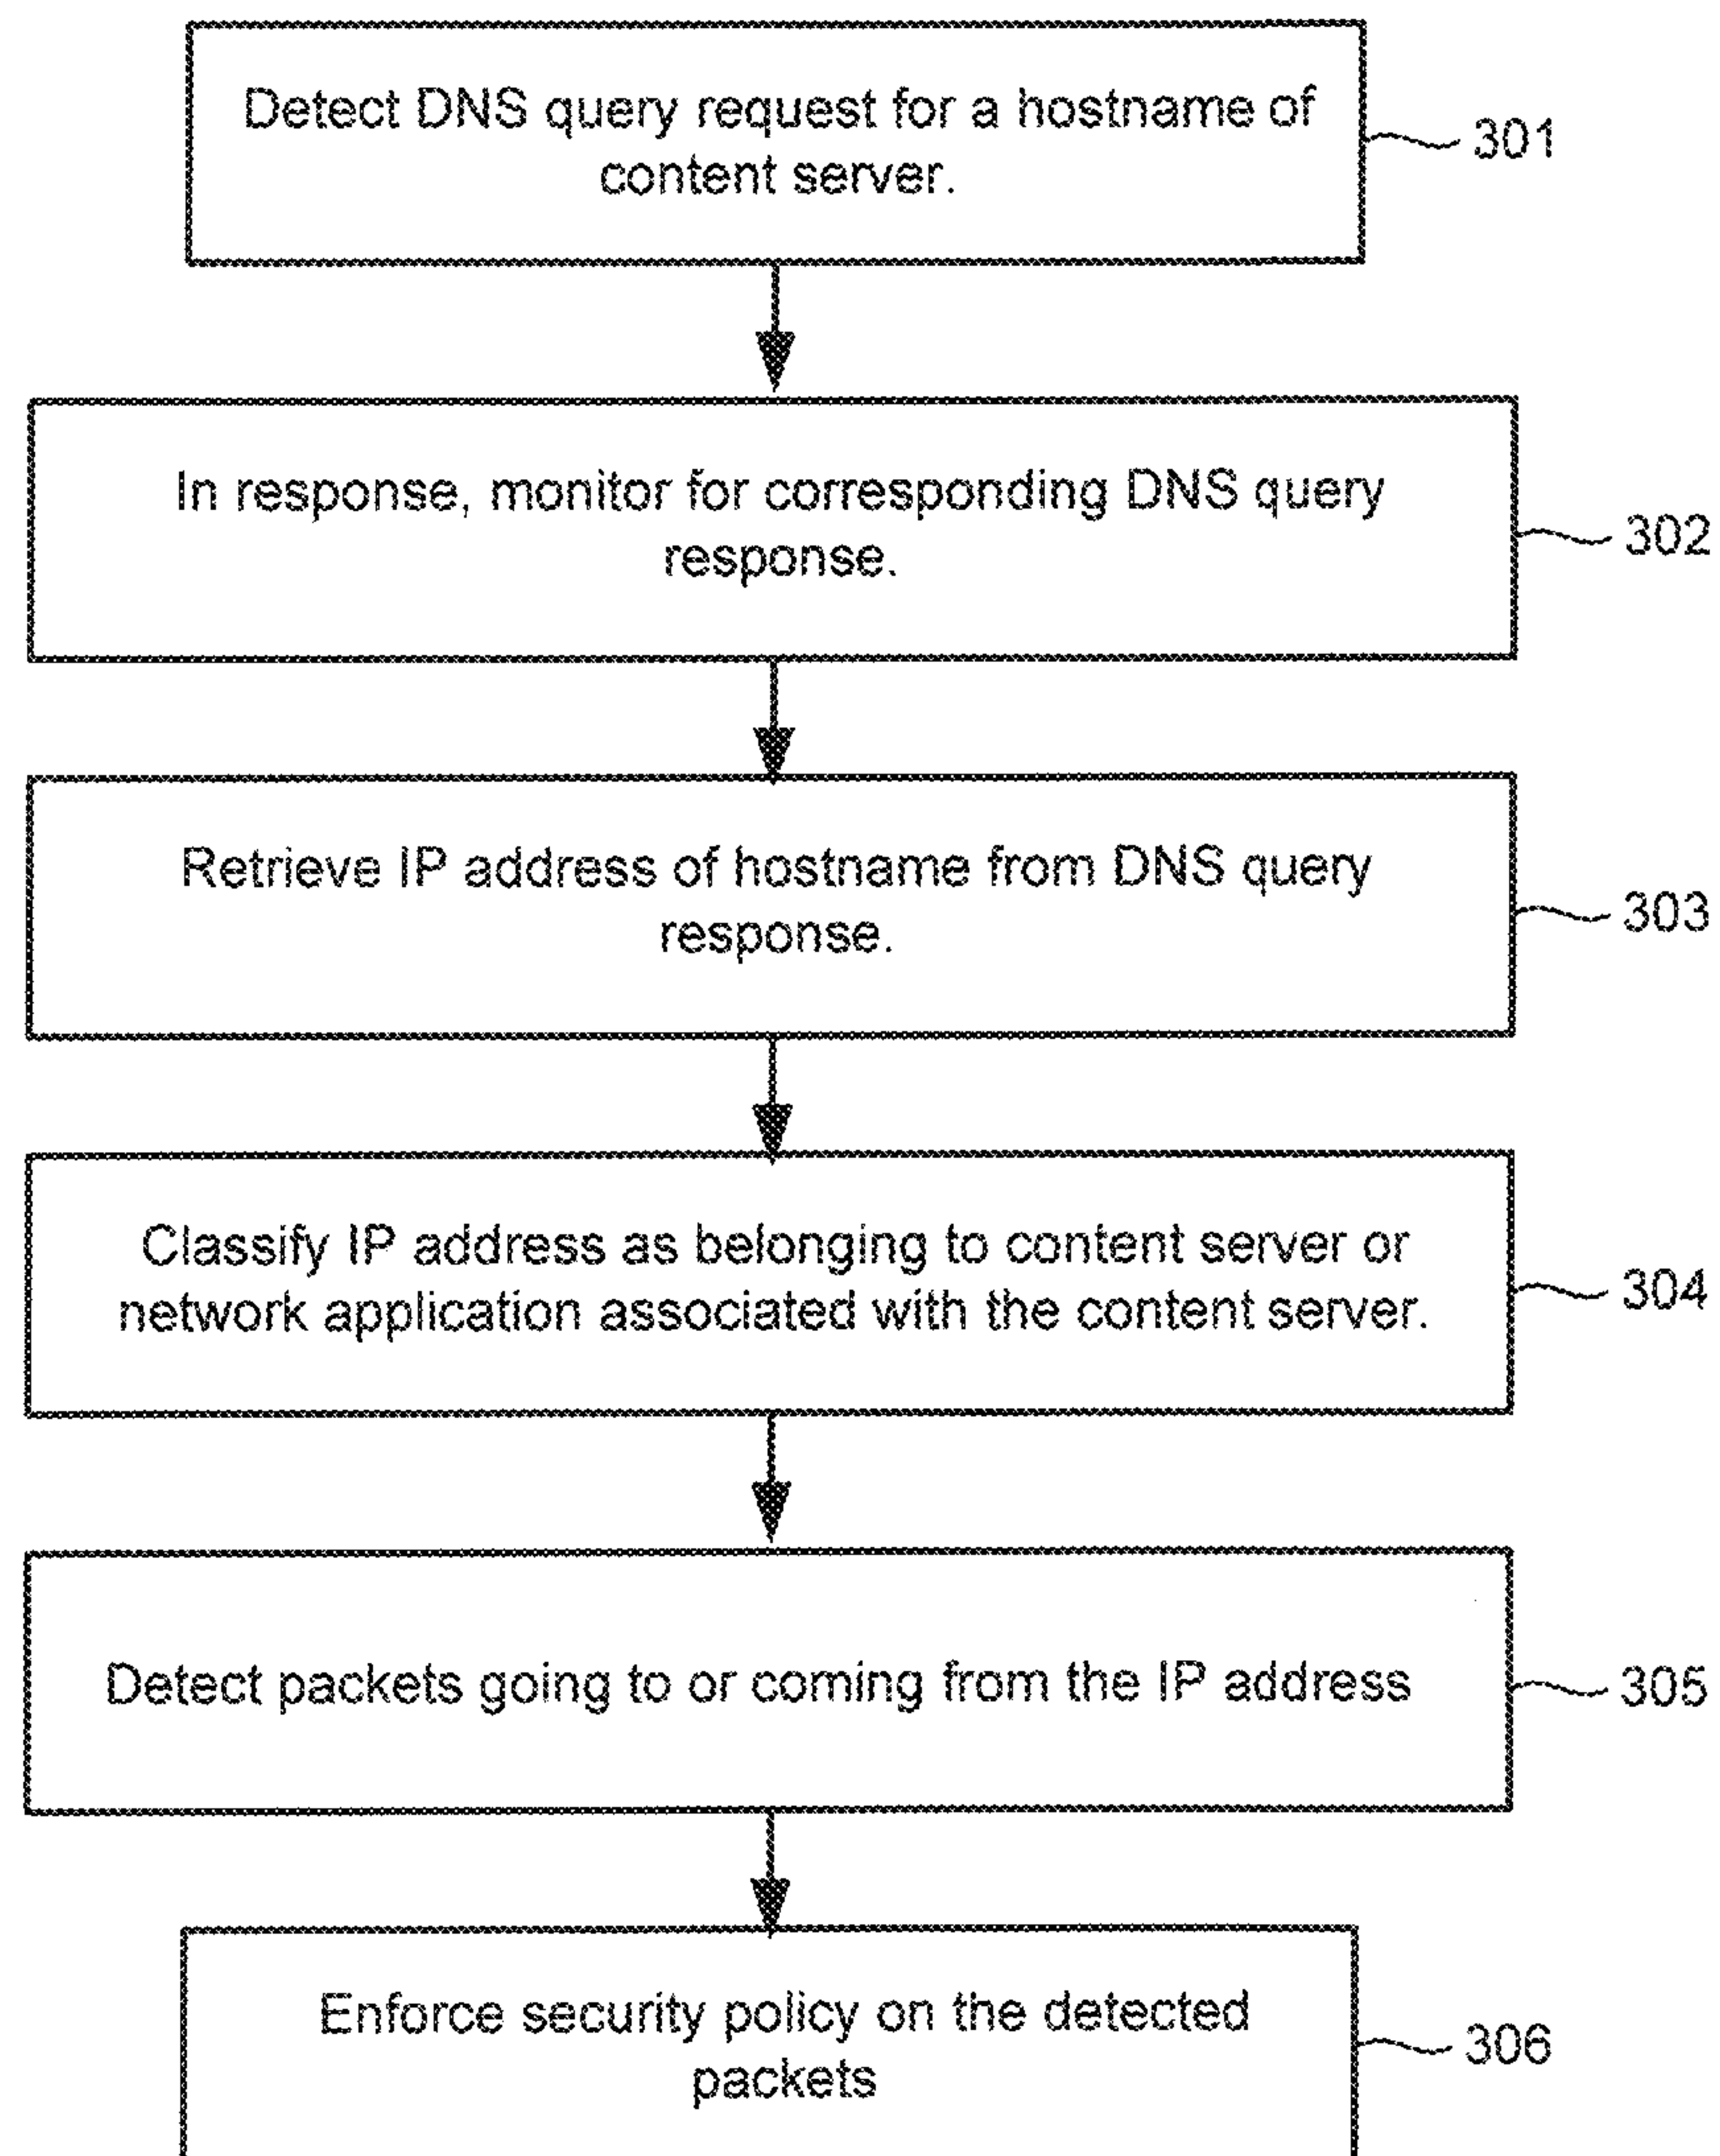 Detect DNS query request for a hostname of
content server.
301
In response, monitor for corresponding DNS query
response.
302
Retrieve IP address of hostname from DNS query
response.
303
Classify IP address as belonging to content server or
network application associated with the content server.
304
Detect packets going to or coming from the IP address
305
Enforce security policy on the detected
packets
306